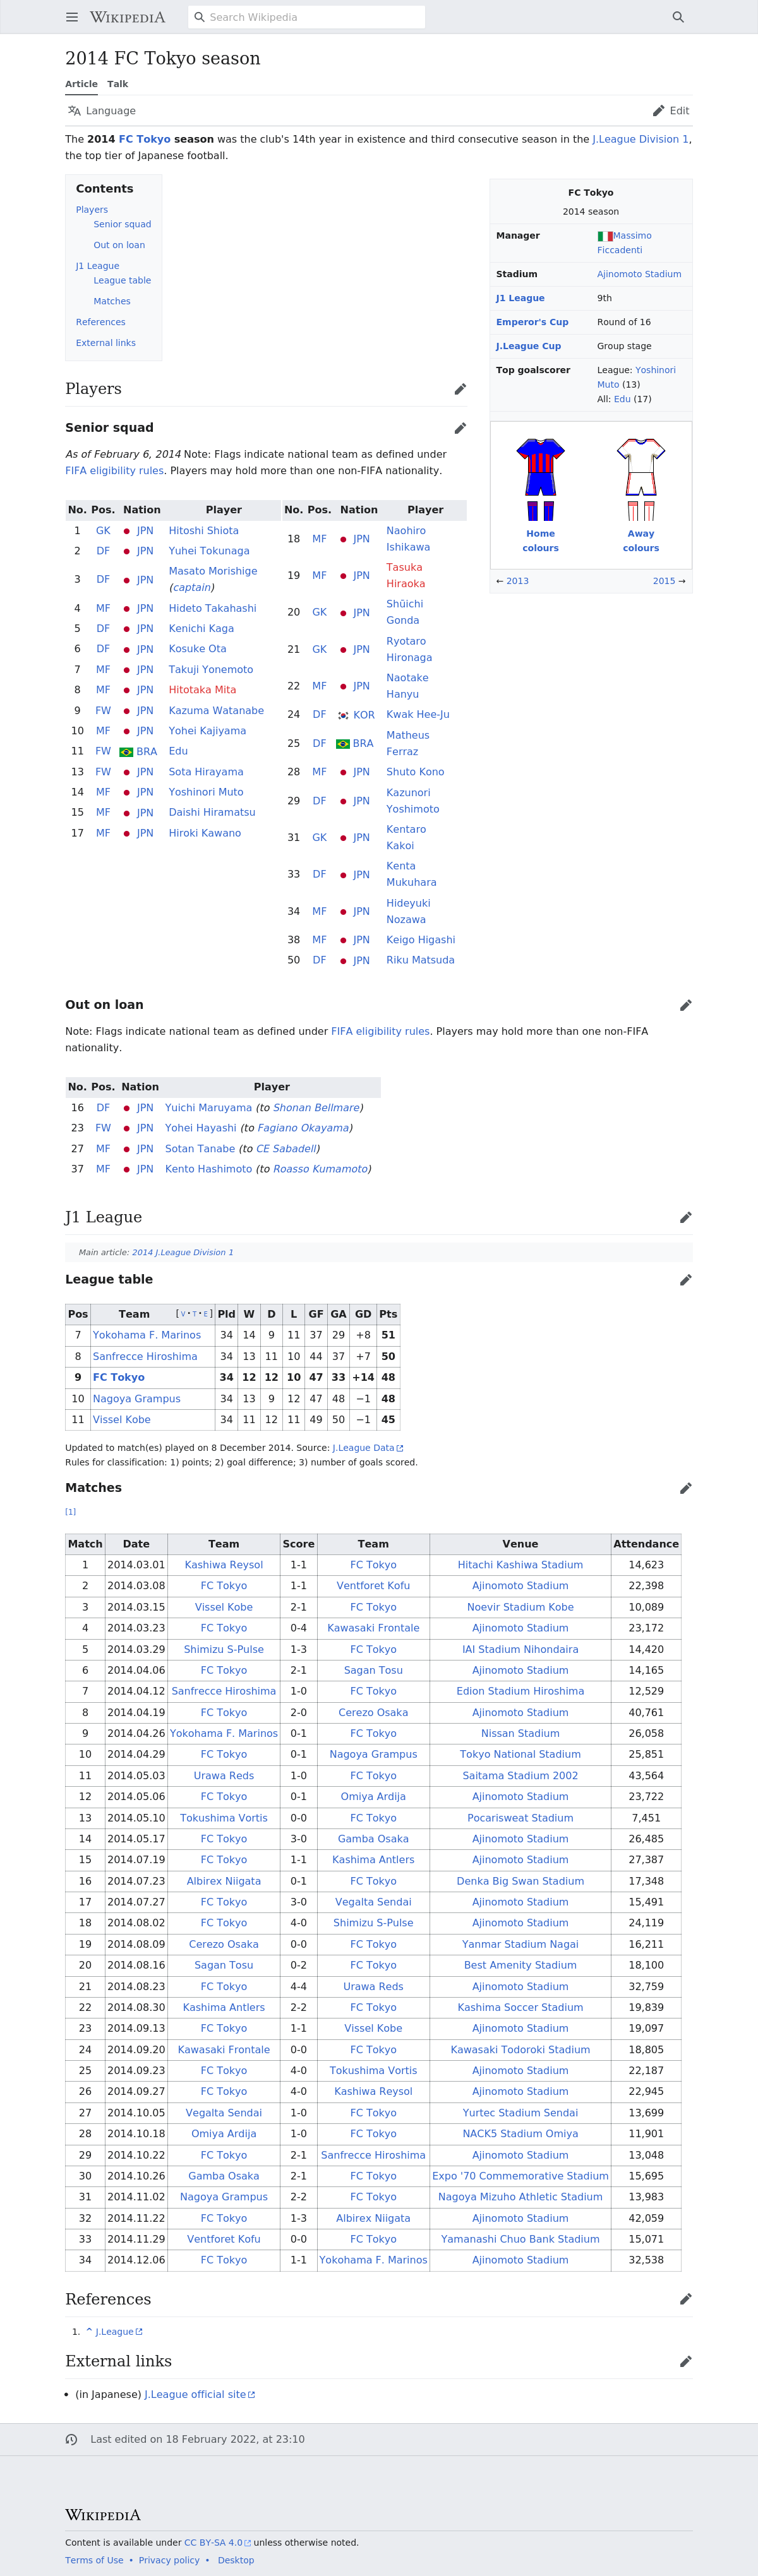 WIKIPEDIA
Search Wikipedia
2014 FC Tokyo season
Article Talk
Language
Edit
The 2014 FC Tokyo season was the club's 14th year in existence and third consecutive season in the J.League Division 1,
the top tier of Japanese football.
Contents
Players
Senior squad
Out on loan
J1 League
League table
Matches
References
External links
FC Tokyo
2014 season
Manager Massimo
Ficcadenti
Stadium Ajinomoto Stadium
J1 League 9th
Emperor's Cup Round of 16
J.League Cup Group stage
Top goalscorer League: Yoshinori
Muto (13)
All: Edu (17)
Home
colours
Away
colours
← 2013
2015 →
Players
Senior squad
As of February 6, 2014 Note: Flags indicate national team as defined under
FIFA eligibility rules. Players may hold more than one non-FIFA nationality.
No. Pos. Nation Player
1 GK JPN Hitoshi Shiota
2 DF JPN Yuhei Tokunaga
3 DF JPN Masato Morishige
(captain)
4 MF JPN Hideto Takahashi
5 DF JPN Kenichi Kaga
6 DF JPN Kosuke Ota
7 MF JPN Takuji Yonemoto
8 MF JPN Hitotaka Mita
9 FW JPN Kazuma Watanabe
10 MF JPN Yohei Kajiyama
11 FW BRA Edu
13 FW JPN Sota Hirayama
14 MF JPN Yoshinori Muto
15 MF JPN Daishi Hiramatsu
17 MF JPN Hiroki Kawano
No. Pos. Nation Player
18 MF JPN Naohiro
Ishikawa
19 MF JPN Tasuka
Hiraoka
20 GK JPN Shūichi
Gonda
21 GK JPN Ryotaro
Hironaga
22 MF JPN Naotake
Hanyu
24 DF KOR Kwak Hee-Ju
25 DF BRA Matheus
Ferraz
28 MF JPN Shuto Kono
29 DF JPN Kazunori
Yoshimoto
31 GK JPN Kentaro
Kakoi
33 DF JPN Kenta
Mukuhara
34 MF JPN Hideyuki
Nozawa
38 MF JPN Keigo Higashi
50 DF JPN Riku Matsuda
Out on loan
Note: Flags indicate national team as defined under FIFA eligibility rules. Players may hold more than one non-FIFA
nationality.
No. Pos. Nation Player
16 DF JPN Yuichi Maruyama (to Shonan Bellmare)
23 FW JPN Yohei Hayashi (to Fagiano Okayama)
27 MF JPN Sotan Tanabe (to CE Sabadell)
37 MF JPN Kento Hashimoto (to Roasso Kumamoto)
J1 League
Main article: 2014 J.League Division 1
League table
Pos Team [ V • T • E ] Pld W D L GF GA GD Pts
7 Yokohama F. Marinos 34 14 9 11 37 29 +8 51
8 Sanfrecce Hiroshima 34 13 11 10 44 37 +7 50
9 FC Tokyo 34 12 12 10 47 33 +14 48
10 Nagoya Grampus 34 13 9 12 47 48 −1 48
11 Vissel Kobe 34 11 12 11 49 50 −1 45
Updated to match(es) played on 8 December 2014. Source: J.League Data
Rules for classification: 1) points; 2) goal difference; 3) number of goals scored.
Matches
[1]
Match Date Team Score Team Venue Attendance
1 2014.03.01 Kashiwa Reysol 1-1 FC Tokyo Hitachi Kashiwa Stadium 14,623
2 2014.03.08 FC Tokyo 1-1 Ventforet Kofu Ajinomoto Stadium 22,398
3 2014.03.15 Vissel Kobe 2-1 FC Tokyo Noevir Stadium Kobe 10,089
4 2014.03.23 FC Tokyo 0-4 Kawasaki Frontale Ajinomoto Stadium 23,172
5 2014.03.29 Shimizu S-Pulse 1-3 FC Tokyo IAI Stadium Nihondaira 14,420
6 2014.04.06 FC Tokyo 2-1 Sagan Tosu Ajinomoto Stadium 14,165
7 2014.04.12 Sanfrecce Hiroshima 1-0 FC Tokyo Edion Stadium Hiroshima 12,529
8 2014.04.19 FC Tokyo 2-0 Cerezo Osaka Ajinomoto Stadium 40,761
9 2014.04.26 Yokohama F. Marinos 0-1 FC Tokyo Nissan Stadium 26,058
10 2014.04.29 FC Tokyo 0-1 Nagoya Grampus Tokyo National Stadium 25,851
11 2014.05.03 Urawa Reds 1-0 FC Tokyo Saitama Stadium 2002 43,564
12 2014.05.06 FC Tokyo 0-1 Omiya Ardija Ajinomoto Stadium 23,722
13 2014.05.10 Tokushima Vortis 0-0 FC Tokyo Pocarisweat Stadium 7,451
14 2014.05.17 FC Tokyo 3-0 Gamba Osaka Ajinomoto Stadium 26,485
15 2014.07.19 FC Tokyo 1-1 Kashima Antlers Ajinomoto Stadium 27,387
16 2014.07.23 Albirex Niigata 0-1 FC Tokyo Denka Big Swan Stadium 17,348
17 2014.07.27 FC Tokyo 3-0 Vegalta Sendai Ajinomoto Stadium 15,491
18 2014.08.02 FC Tokyo 4-0 Shimizu S-Pulse Ajinomoto Stadium 24,119
19 2014.08.09 Cerezo Osaka 0-0 FC Tokyo Yanmar Stadium Nagai 16,211
20 2014.08.16 Sagan Tosu 0-2 FC Tokyo Best Amenity Stadium 18,100
21 2014.08.23 FC Tokyo 4-4 Urawa Reds Ajinomoto Stadium 32,759
22 2014.08.30 Kashima Antlers 2-2 FC Tokyo Kashima Soccer Stadium 19,839
23 2014.09.13 FC Tokyo 1-1 Vissel Kobe Ajinomoto Stadium 19,097
24 2014.09.20 Kawasaki Frontale 0-0 FC Tokyo Kawasaki Todoroki Stadium 18,805
25 2014.09.23 FC Tokyo 4-0 Tokushima Vortis Ajinomoto Stadium 22,187
26 2014.09.27 FC Tokyo 4-0 Kashiwa Reysol Ajinomoto Stadium 22,945
27 2014.10.05 Vegalta Sendai 1-0 FC Tokyo Yurtec Stadium Sendai 13,699
28 2014.10.18 Omiya Ardija 1-0 FC Tokyo NACK5 Stadium Omiya 11,901
29 2014.10.22 FC Tokyo 2-1 Sanfrecce Hiroshima Ajinomoto Stadium 13,048
30 2014.10.26 Gamba Osaka 2-1 FC Tokyo Expo '70 Commemorative Stadium 15,695
31 2014.11.02 Nagoya Grampus 2-2 FC Tokyo Nagoya Mizuho Athletic Stadium 13,983
32 2014.11.22 FC Tokyo 1-3 Albirex Niigata Ajinomoto Stadium 42,059
33 2014.11.29 Ventforet Kofu 0-0 FC Tokyo Yamanashi Chuo Bank Stadium 15,071
34 2014.12.06 FC Tokyo 1-1 Yokohama F. Marinos Ajinomoto Stadium 32,538
References
1. ^ J.League
External links
• (in Japanese) J.League official site
Last edited on 18 February 2022, at 23:10
WIKIPEDIA
Content is available under CC BY-SA 4.0 unless otherwise noted.
Terms of Use • Privacy policy • Desktop